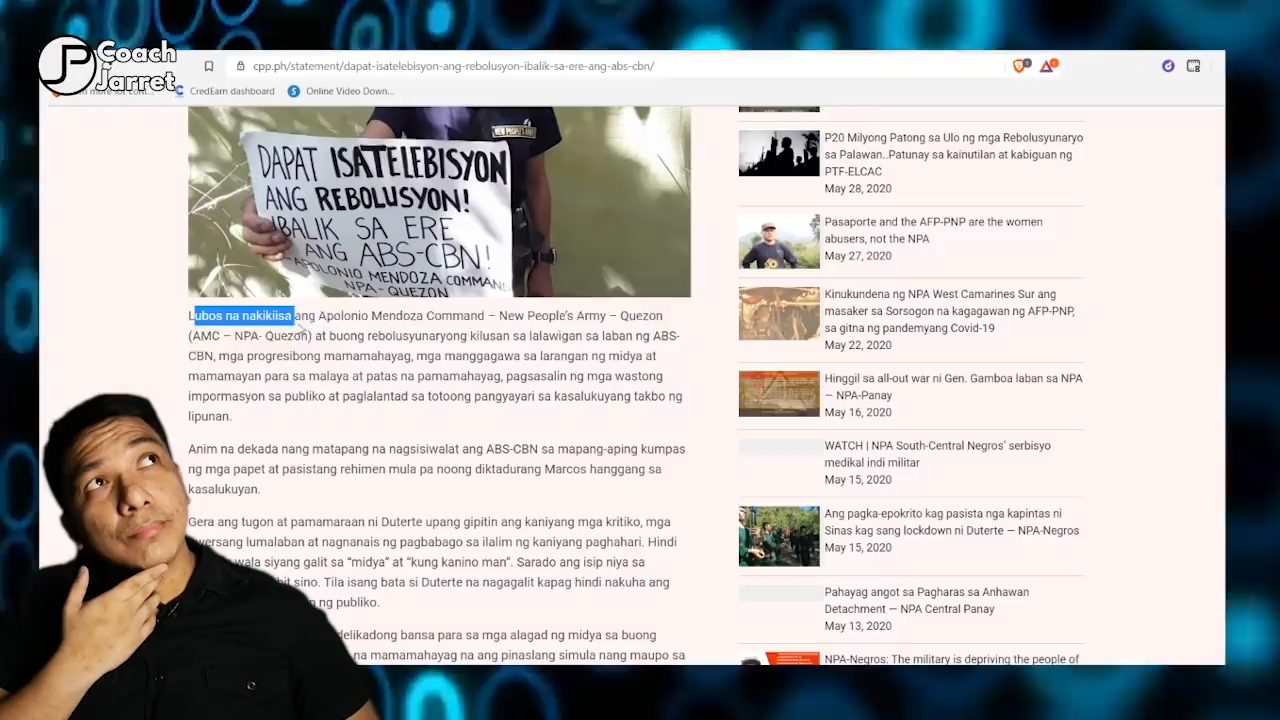 Coach
Jarret
cpp.ph/statement/dapat-isatelebisyon-ang-rebolusyon-ibalik-sa-ere-ang-abs-cbn/
CredEarn dashboard
Online Video Down...
NEW PEOPLE'S ARMY
DAPAT ISATELEBISYON
ANG REBOLUSYON!
IBALIK SA ERE
ANG ABS-CBN!
APOLONIO MENDOZA COMMAND
NPA - QUEZON
Lubos na nakikiisa ang Apolonio Mendoza Command – New People's Army – Quezon
(AMC – NPA- Quezon) at buong rebolusyunaryong kilusan sa lalawigan sa laban ng ABS-
CBN, mga progresibong mamamahayag, mga manggagawa sa larangan ng midya at
mamamayan para sa malaya at patas na pamamahayag, pagsasalin ng mga wastong
impormasyon sa publiko at paglalantad sa totoong pangyayari sa kasalukuyang takbo ng
lipunan.
Anim na dekada nang matapang na nagsisiwalat ang ABS-CBN sa mapang-aping kumpas
ng mga papet at pasistang rehimen mula pa noong diktadurang Marcos hanggang sa
kasalukuyan.
Gera ang tugon at pamamaraan ni Duterte upang gipitin ang kaniyang mga kritiko, mga
pwersang lumalaban at nagnanais ng pagbabago sa ilalim ng kaniyang paghahari. Hindi
wala siyang galit sa "midya" at "kung kanino man". Sarado ang isip niya sa
sino. Tila isang bata si Duterte na nagagalit kapag hindi nakuha ang
ng publiko.
delikadong bansa para sa mga alagad ng midya sa buong
na mamamahayag na ang pinaslang simula nang maupo sa
P20 Milyong Patong sa Ulo ng mga Rebolusyunaryo
sa Palawan..Patunay sa kainutilan at kabiguan ng
PTF-ELCAC
May 28, 2020
Pasaporte and the AFP-PNP are the women
abusers, not the NPA
May 27, 2020
Kinukundena ng NPA West Camarines Sur ang
masaker sa Sorsogon na kagagawan ng AFP-PNP,
sa gitna ng pandemyang Covid-19
May 22, 2020
Hinggil sa all-out war ni Gen. Gamboa laban sa NPA
— NPA-Panay
May 16, 2020
WATCH | NPA South-Central Negros' serbisyo
medikal indi militar
May 15, 2020
Ang pagka-epokrito kag pasista nga kapintas ni
Sinas kag sang lockdown ni Duterte — NPA-Negros
May 15, 2020
Pahayag angot sa Pagharas sa Anhawan
Detachment — NPA Central Panay
May 13, 2020
NPA-Negros: The military is depriving the people of